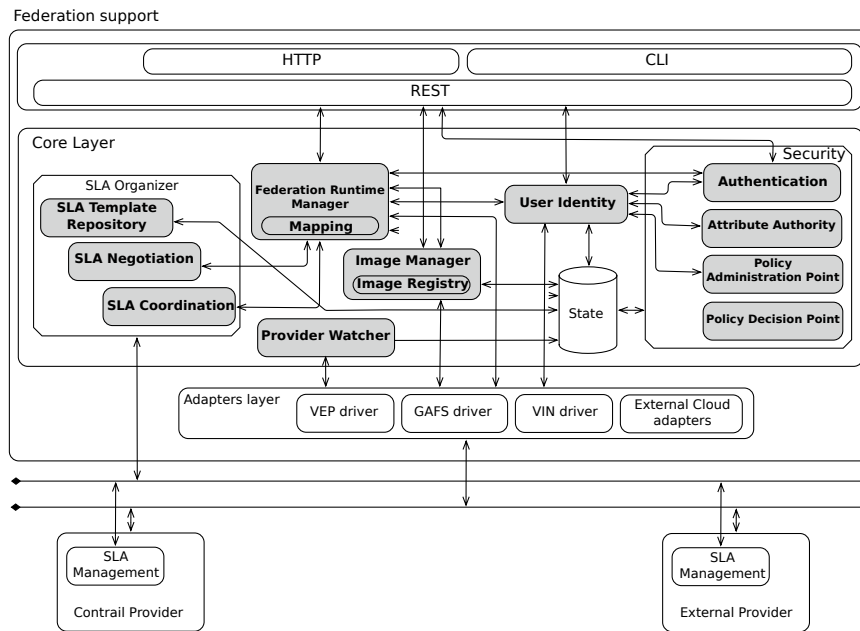 Federation support
HTTP
CLI
REST
Core Layer
Security
SLA Organizer
SLA Template
Repository
SLA Negotiation
SLA Coordination
Federation Runtime
Manager
Mapping
Image Manager
Image Registry
Provider Watcher
User Identity
State
Authentication
Attribute Authority
Policy
Administration Point
Policy Decision Point
Adapters layer
VEP driver
GAFS driver
VIN driver
External Cloud
adapters
SLA
Management
Contrail Provider
SLA
Management
External Provider